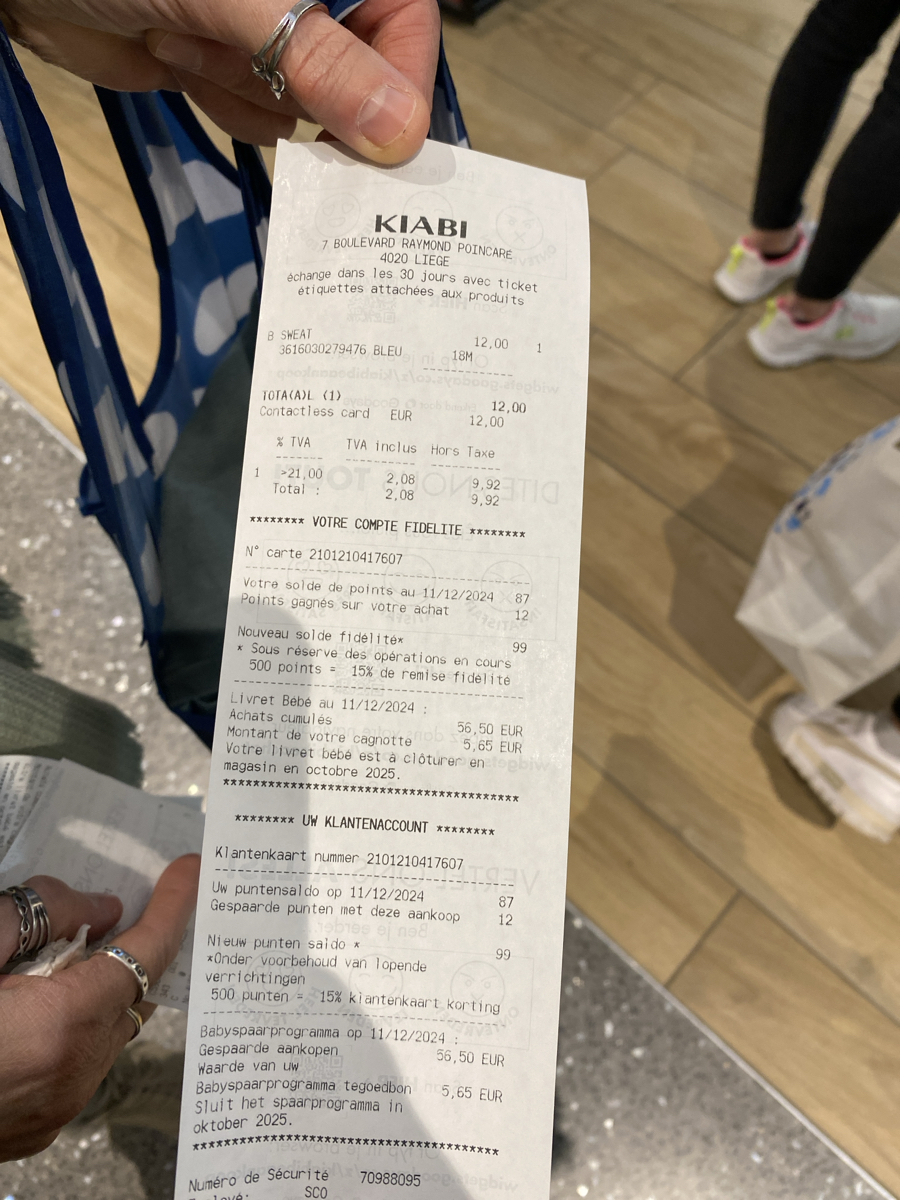 KIABI
7 BOULEVARD RAYMOND POINCARE
4020 LIEGE
échange dans les 30 jours avec ticket
étiquettes attachées aux produits
B SWEAT 12,00 1
3616030279476 BLEU 18M
TOTA(A)L (1) 12,00
Contactless card EUR 12,00
% TVA TVA inclus Hors Taxe
1 >21,00 2,08 9,92
Total : 2,08 9,92
******** VOTRE COMPTE FIDELITE ********
N° carte 2101210417607
Votre solde de points au 11/12/2024 87
Points gagnés sur votre achat 12
Nouveau solde fidélité* 99
* Sous réserve des opérations en cours
500 points = 15% de remise fidélité
Livret Bébé au 11/12/2024 :
Achats cumulés 56,50 EUR
Montant de votre cagnotte 5,65 EUR
Votre livret bébé est à clôturer en
magasin en octobre 2025.
****************************************
******** UW KLANTENACCOUNT ********
Klantenkaart nummer 2101210417607
Uw puntensaldo op 11/12/2024 87
Gespaarde punten met deze aankoop 12
Nieuw punten saldo * 99
*Onder voorbehoud van lopende
verrichtingen
500 punten = 15% klantenkaart korting
Babyspaarprogramma op 11/12/2024 :
Gespaarde aankopen 56,50 EUR
Waarde van uw
Babyspaarprogramma tegoedbon 5,65 EUR
Sluit het spaarprogramma in
oktober 2025.
****************************************
Numéro de Sécurité 70988095
SCO